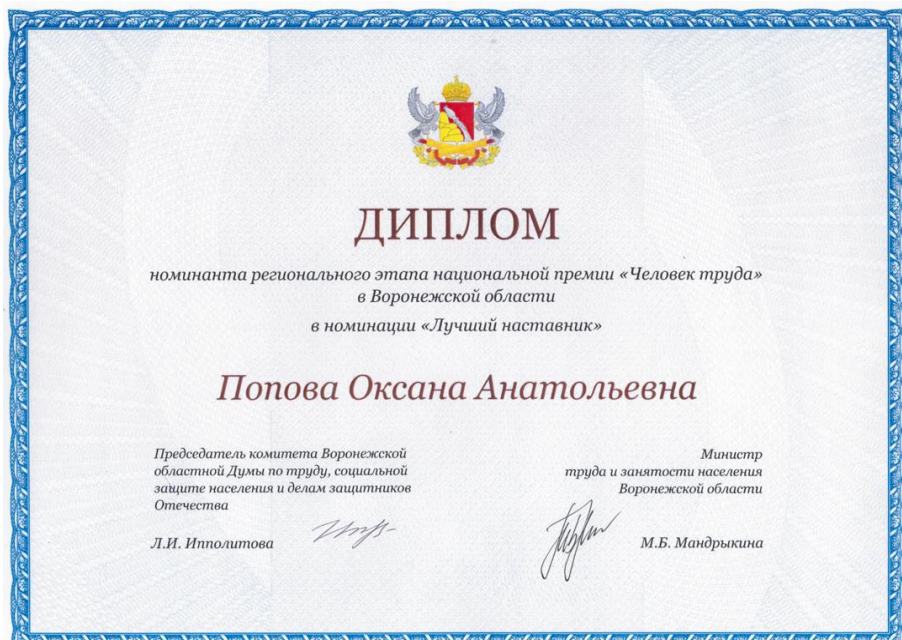 ДИПЛОМ
номинанта регионального этапа национальной премии «Человек труда»
в Воронежской области
в номинации «Лучший наставник»
Попова Оксана Анатольевна
Председатель комитета Воронежской
областной Думы по труду, социальной
защите населения и делам защитников
Отечества
Л.И. Ипполитова
Министр
труда и занятости населения
Воронежской области
М.Б. Мандрыкина